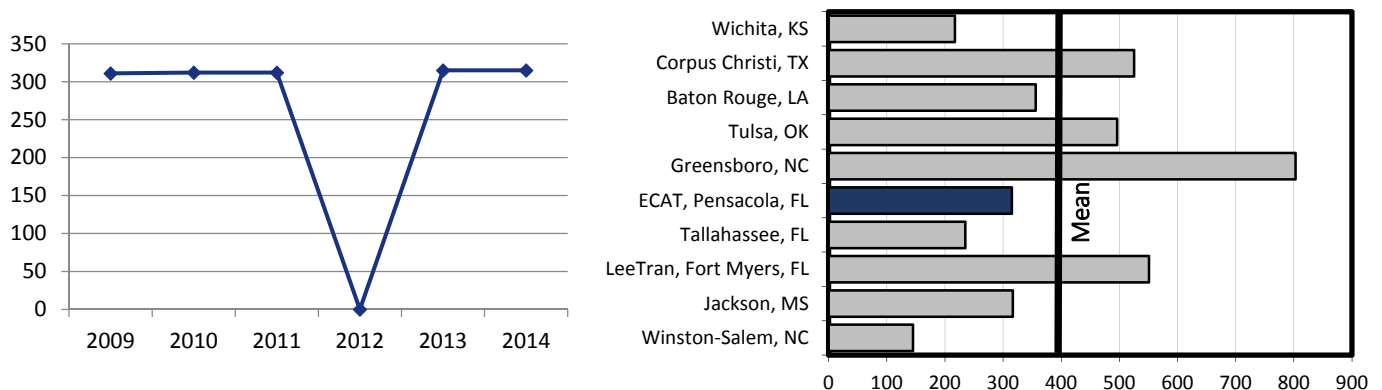 350
300
250
200
150
100
50
0
2009 2010 2011 2012 2013 2014
Wichita, KS
Corpus Christi, TX
Baton Rouge, LA
Tulsa, OK
Greensboro, NC
ECAT, Pensacola, FL
Tallahassee, FL
LeeTran, Fort Myers, FL
Jackson, MS
Winston-Salem, NC
Mean
0 100 200 300 400 500 600 700 800 900